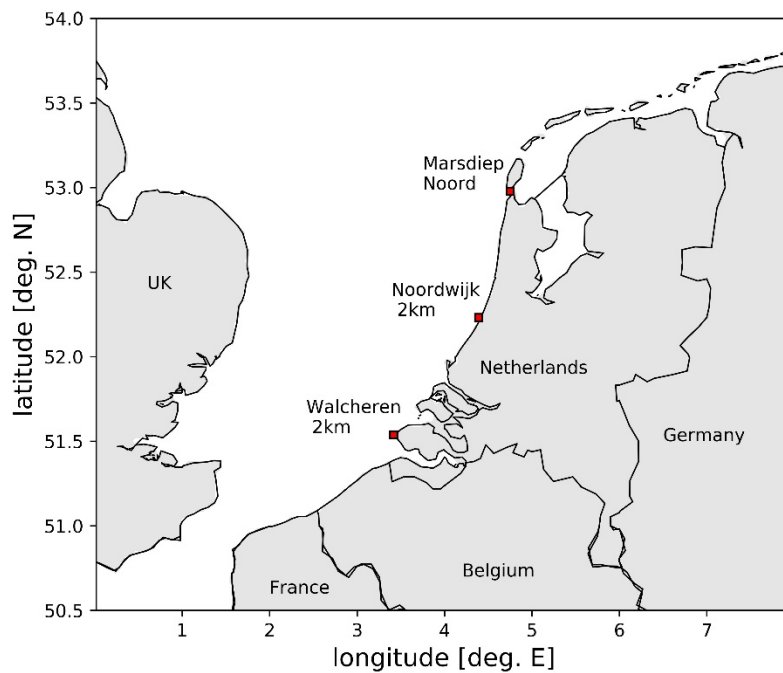 54.0
53.5
53.0
52.5
52.0
51.5
51.0
50.5
latitude [deg. N]
Marsdiep
Noord
UK
Noordwijk
2km
Netherlands
Walcheren
2km
Germany
Belgium
France
1 2 3 4 5 6 7
longitude [deg. E]